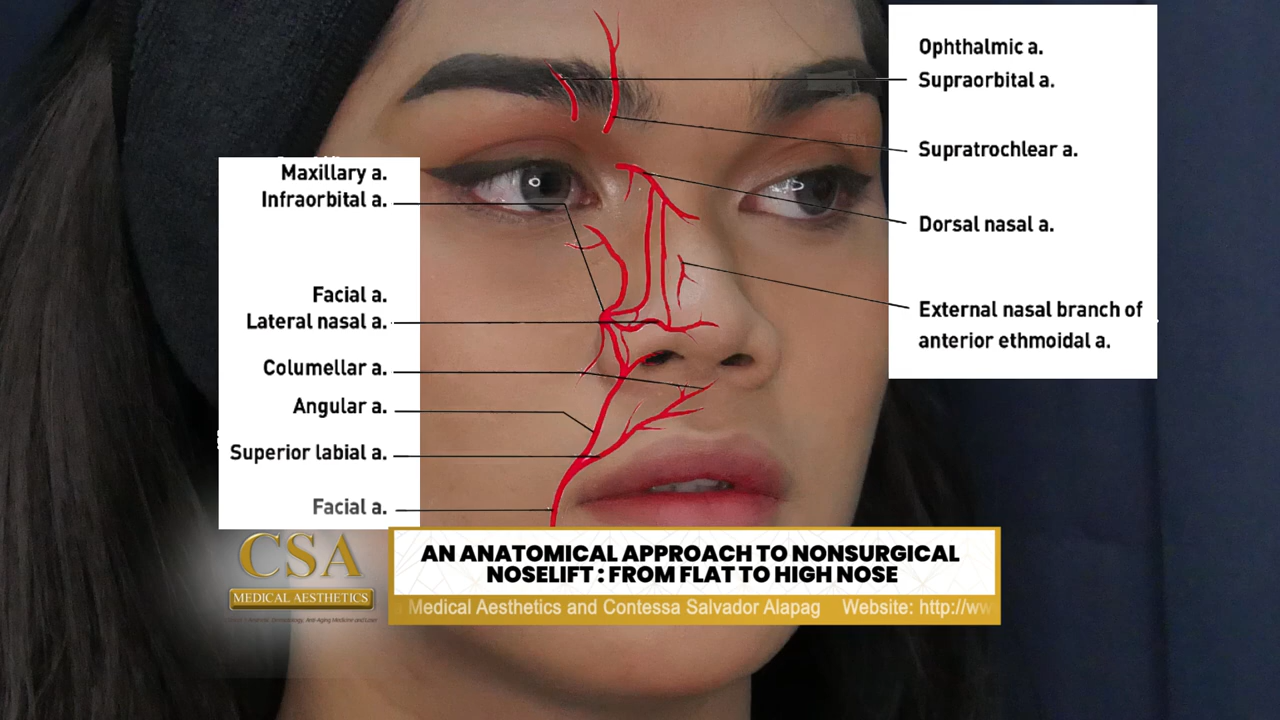 Ophthalmic a.
Supraorbital a.
Supratrochlear a.
Dorsal nasal a.
External nasal branch of
anterior ethmoidal a.
Maxillary a.
Infraorbital a.
Facial a.
Lateral nasal a.
Columellar a.
Angular a.
Superior labial a.
Facial a.
CSA
MEDICAL AESTHETICS
AN ANATOMICAL APPROACH TO NONSURGICAL
NOSELIFT : FROM FLAT TO HIGH NOSE
Medical Aesthetics and Contessa Salvador Alapag Website: http://ww